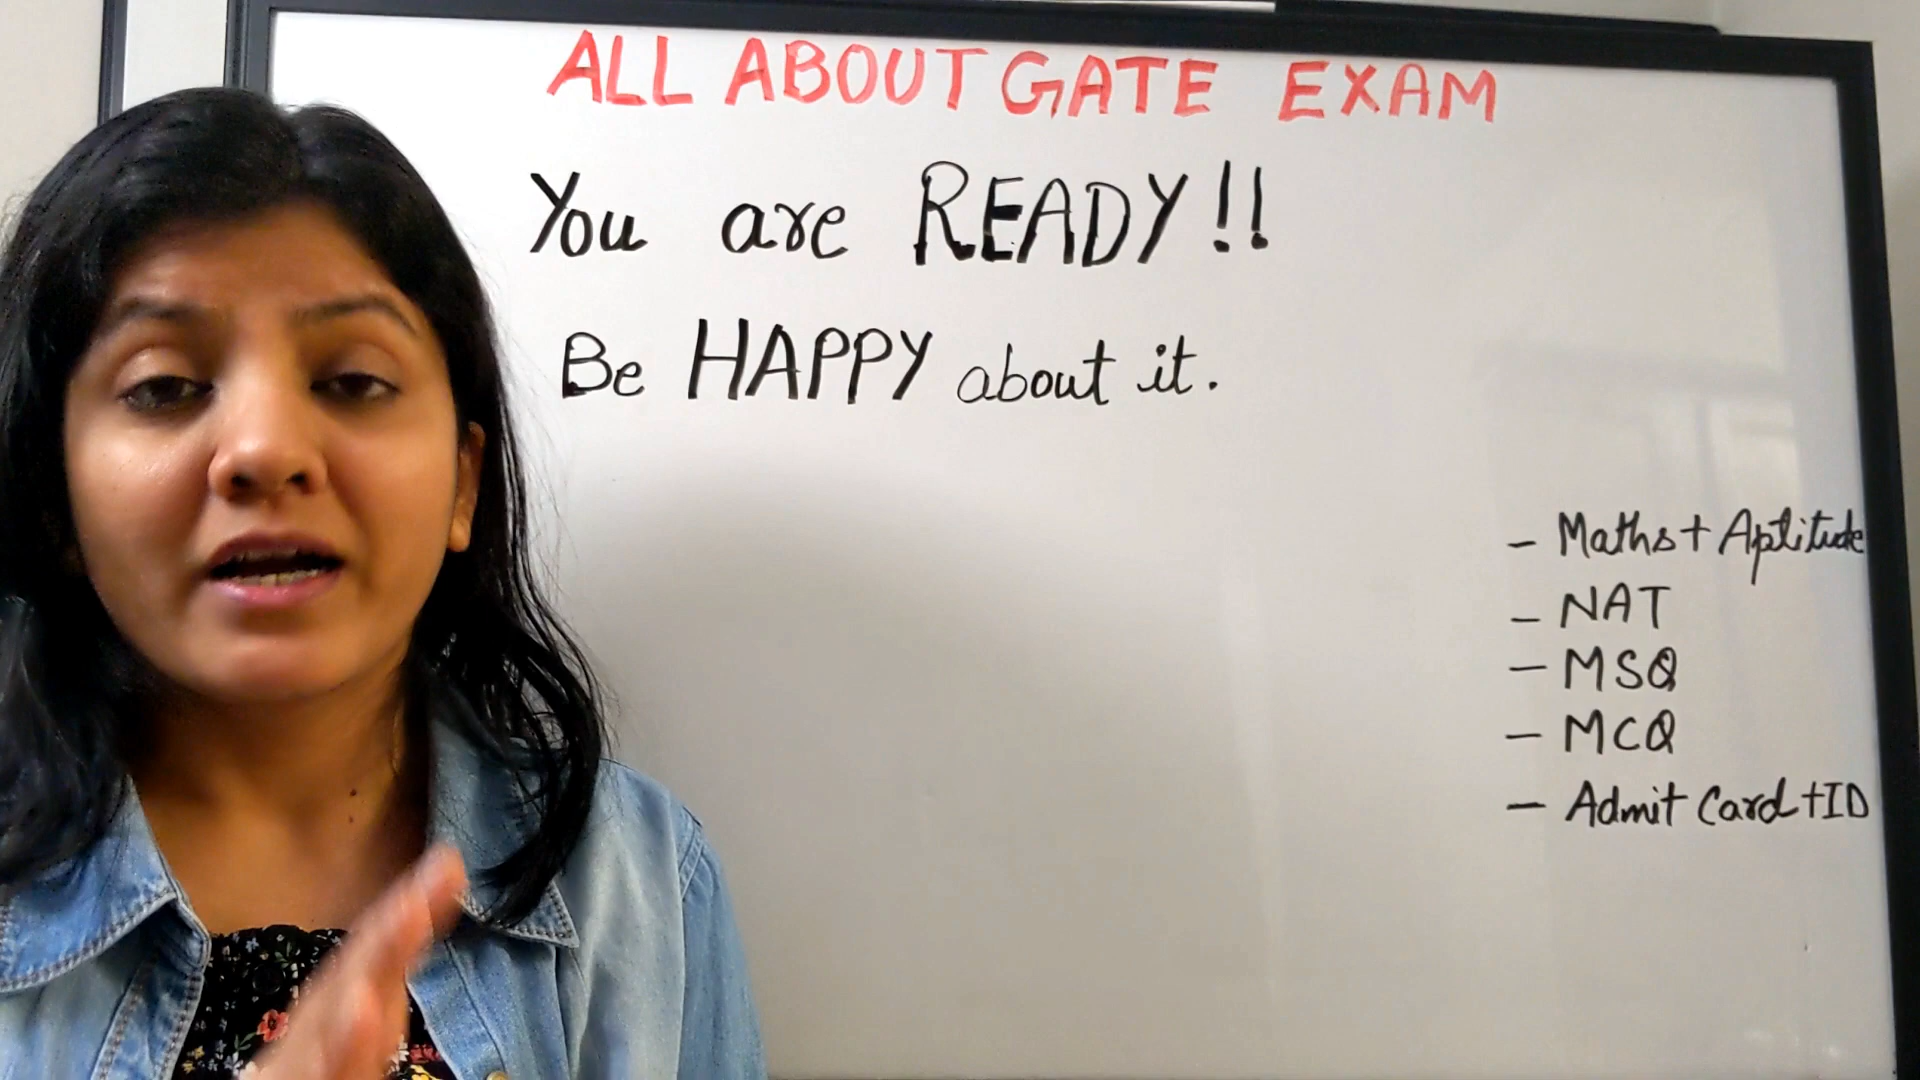 ALL ABOUT GATE EXAM
You are READY!!
Be HAPPY about it.
- Maths + Aptitude
- NAT
- MSQ
- MCQ
- Admit Card + ID